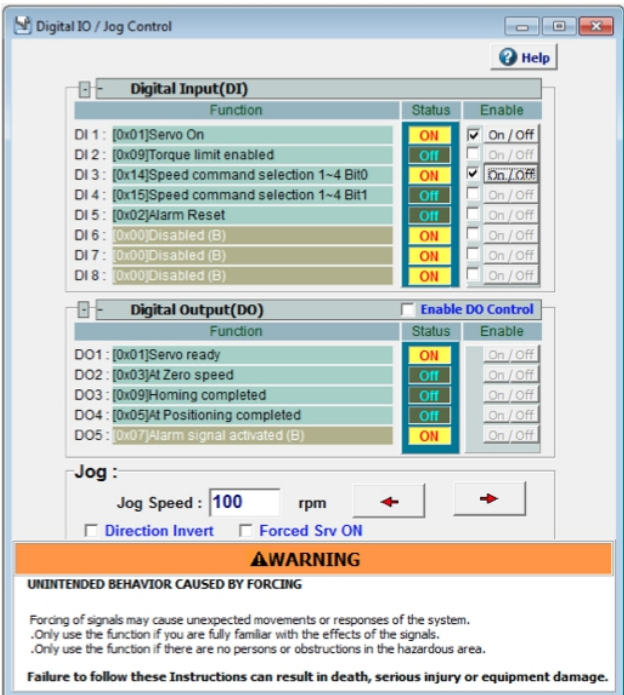 Digital IO / Jog Control
Help
- - Digital Input(DI)
Function Status Enable
DI 1 : [0x01]Servo On ON On / Off
DI 2 : [0x09]Torque limit enabled Off On / Off
DI 3 : [0x14]Speed command selection 1~4 Bit0 ON On / Off
DI 4 : [0x15]Speed command selection 1~4 Bit1 Off On / Off
DI 5 : [0x02]Alarm Reset Off On / Off
DI 6 : [0x00]Disabled (B) ON On / Off
DI 7 : [0x00]Disabled (B) ON On / Off
DI 8 : [0x00]Disabled (B) ON On / Off
- - Digital Output(DO) Enable DO Control
Function Status Enable
DO1 : [0x01]Servo ready ON On / Off
DO2 : [0x03]At Zero speed Off On / Off
DO3 : [0x09]Homing completed Off On / Off
DO4 : [0x05]At Positioning completed Off On / Off
DO5 : [0x07]Alarm signal activated (B) ON On / Off
Jog :
Jog Speed : 100 rpm
Direction Invert Forced Srv ON
WARNING
UNINTENDED BEHAVIOR CAUSED BY FORCING
Forcing of signals may cause unexpected movements or responses of the system.
.Only use the function if you are fully familiar with the effects of the signals.
.Only use the function if there are no persons or obstructions in the hazardous area.
Failure to follow these Instructions can result in death, serious injury or equipment damage.